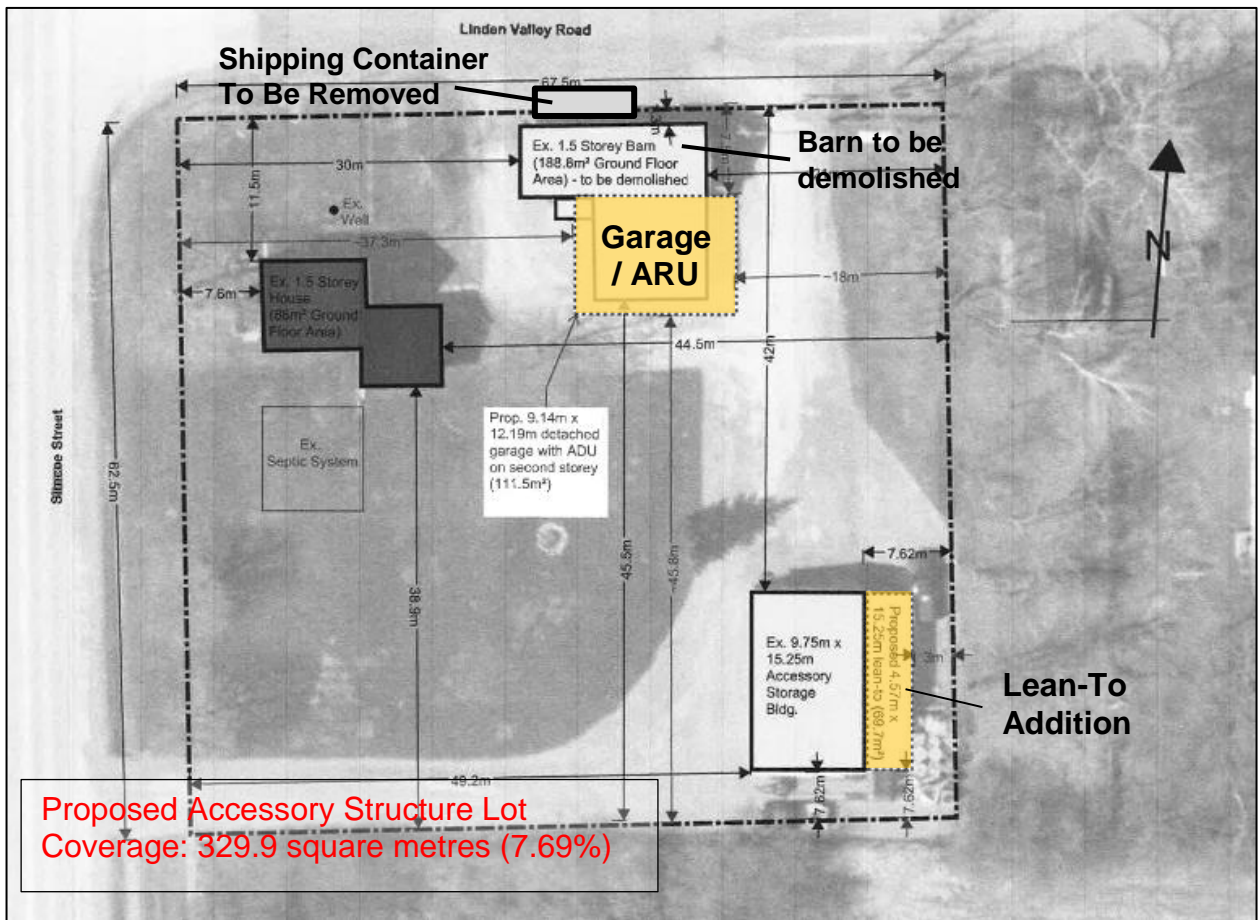 Linden Valley Road
Shipping Container
To Be Removed
67.5m
Ex. 1.5 Storey Barn
(188.8m² Ground Floor
Area) - to be demolished
Barn to be
demolished
30m
11.5m
Ex.
Well
~37.3m
Garage
/ ARU
N
~18m
7.6m
Ex. 1.5 Storey
House
(86m² Ground
Floor Area)
44.5m
42m
Simcoe Street
62.5m
Ex.
Septic System
Prop. 9.14m x
12.19m detached
garage with ADU
on second storey
(111.5m²)
38.9m
45.5m
~45.8m
7.62m
Ex. 9.75m x
15.25m
Accessory
Storage
Bldg.
Proposed 4.57m x
15.25m lean-to (69.7m²)
3m
Lean-To
Addition
49.2m
7.62m
7.62m
Proposed Accessory Structure Lot
Coverage: 329.9 square metres (7.69%)